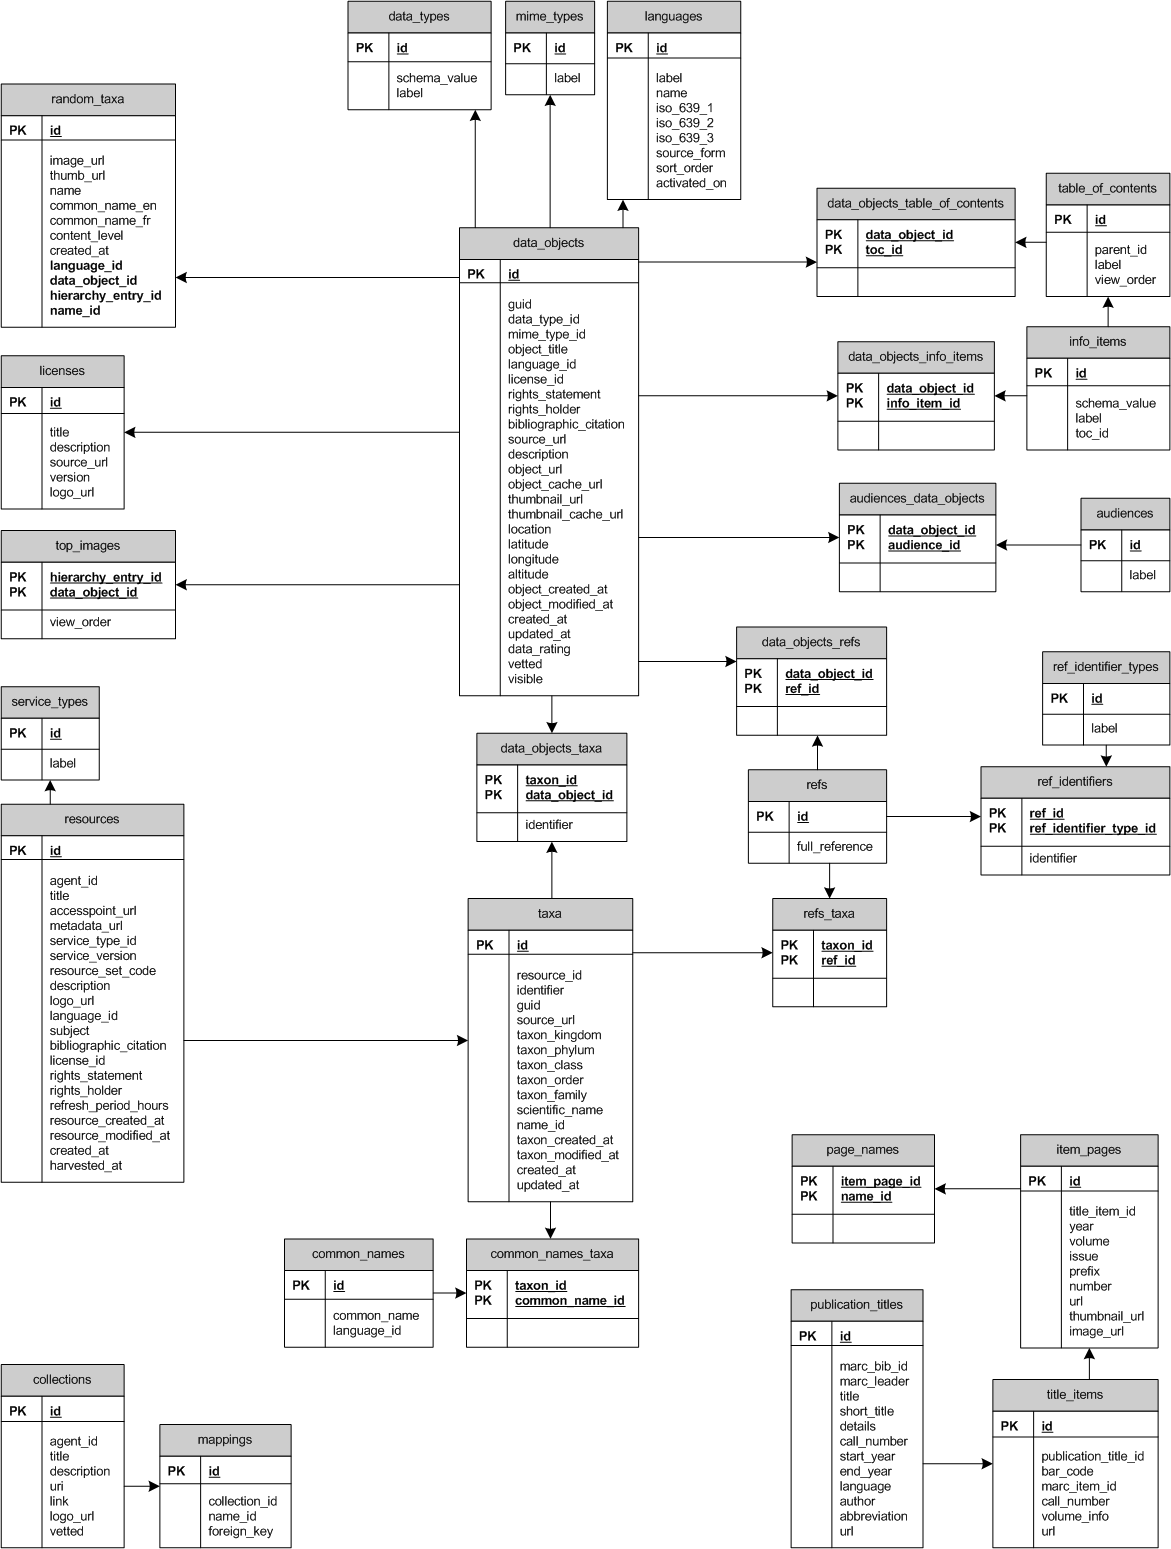 data_types
PK id
schema_value
label
mime_types
PK id
label
languages
PK id
label
name
iso_639_1
iso_639_2
iso_639_3
source_form
sort_order
activated_on
random_taxa
PK id
image_url
thumb_url
name
common_name_en
common_name_fr
content_level
created_at
language_id
data_object_id
hierarchy_entry_id
name_id
data_objects
PK id
guid
data_type_id
mime_type_id
object_title
language_id
license_id
rights_statement
rights_holder
bibliographic_citation
source_url
description
object_url
object_cache_url
thumbnail_url
thumbnail_cache_url
location
latitude
longitude
altitude
object_created_at
object_modified_at
created_at
updated_at
data_rating
vetted
visible
data_objects_table_of_contents
PK data_object_id
PK toc_id
table_of_contents
PK id
parent_id
label
view_order
data_objects_info_items
PK data_object_id
PK info_item_id
info_items
PK id
schema_value
label
toc_id
licenses
PK id
title
description
source_url
version
logo_url
audiences_data_objects
PK data_object_id
PK audience_id
audiences
PK id
label
top_images
PK hierarchy_entry_id
PK data_object_id
view_order
data_objects_refs
PK data_object_id
PK ref_id
ref_identifier_types
PK id
label
service_types
PK id
label
data_objects_taxa
PK taxon_id
PK data_object_id
identifier
refs
PK id
full_reference
ref_identifiers
PK ref_id
PK ref_identifier_type_id
identifier
resources
PK id
agent_id
title
accesspoint_url
metadata_url
service_type_id
service_version
resource_set_code
description
logo_url
language_id
subject
bibliographic_citation
license_id
rights_statement
rights_holder
refresh_period_hours
resource_created_at
resource_modified_at
created_at
harvested_at
taxa
PK id
resource_id
identifier
guid
source_url
taxon_kingdom
taxon_phylum
taxon_class
taxon_order
taxon_family
scientific_name
name_id
taxon_created_at
taxon_modified_at
created_at
updated_at
refs_taxa
PK taxon_id
PK ref_id
page_names
PK item_page_id
PK name_id
item_pages
PK id
title_item_id
year
volume
issue
prefix
number
url
thumbnail_url
image_url
common_names
PK id
common_name
language_id
common_names_taxa
PK taxon_id
PK common_name_id
publication_titles
PK id
marc_bib_id
marc_leader
title
short_title
details
call_number
start_year
end_year
language
author
abbreviation
url
title_items
PK id
publication_title_id
bar_code
marc_item_id
call_number
volume_info
url
collections
PK id
agent_id
title
description
uri
link
logo_url
vetted
mappings
PK id
collection_id
name_id
foreign_key